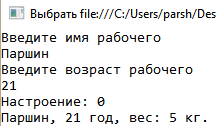 Выбрать file:///C:/Users/parsh/Des
Введите имя рабочего
Паршин
Введите возраст рабочего
21
Настроение: 0
Паршин, 21 год, вес: 5 кг.